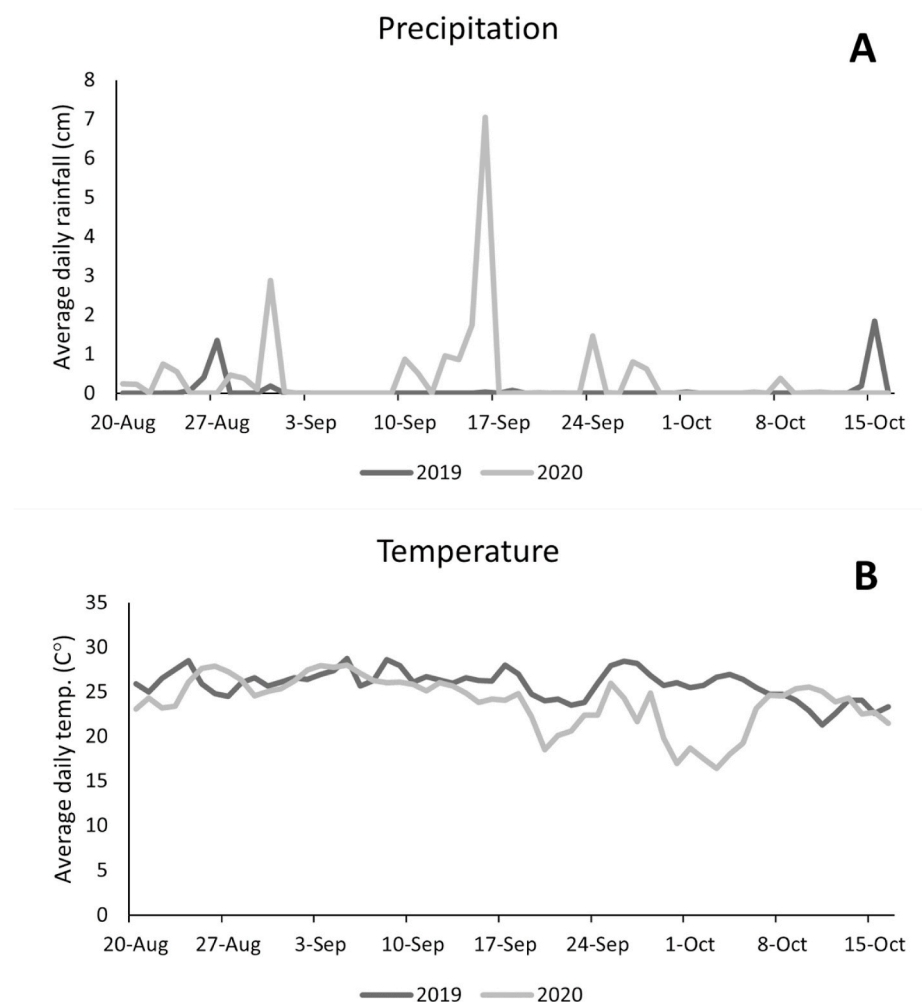 Precipitation
A
Average daily rainfall (cm)
8
7
6
5
4
3
2
1
0
20-Aug 27-Aug 3-Sep 10-Sep 17-Sep 24-Sep 1-Oct 8-Oct 15-Oct
2019 2020
Temperature
B
Average daily temp. (C°)
35
30
25
20
15
10
5
0
20-Aug 27-Aug 3-Sep 10-Sep 17-Sep 24-Sep 1-Oct 8-Oct 15-Oct
2019 2020